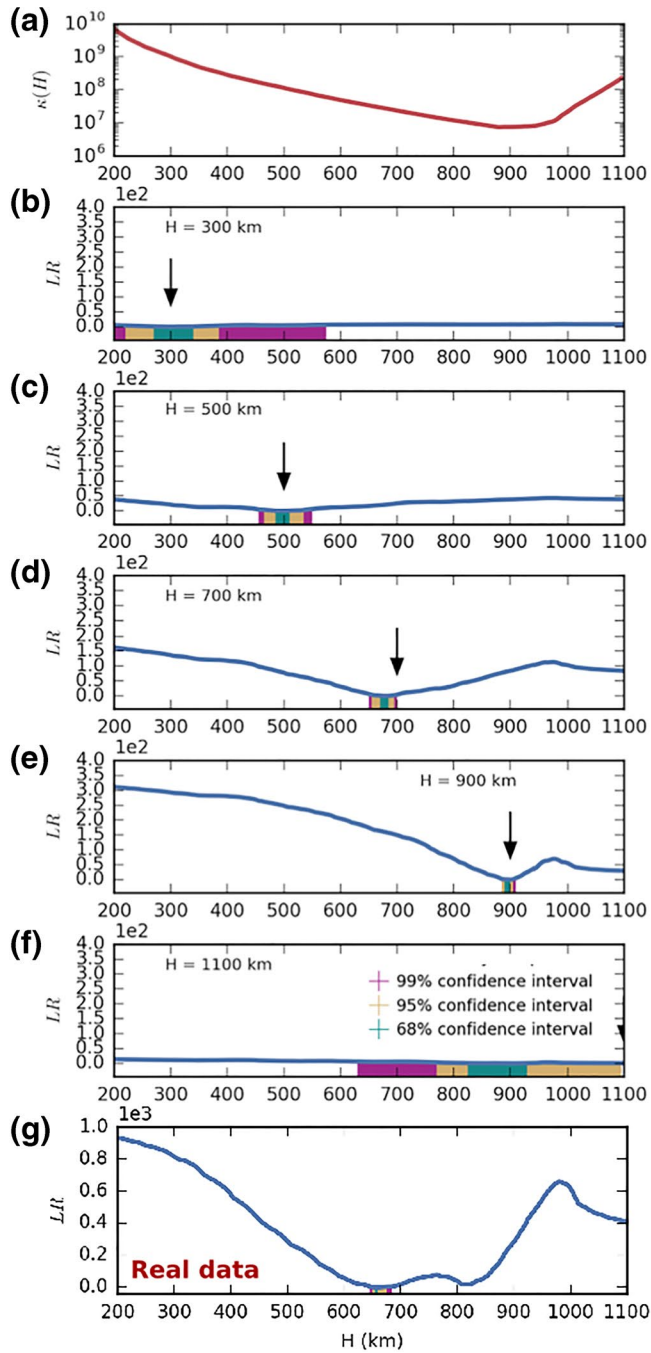 (a)
κ(H)
10^10
10^9
10^8
10^7
10^6
200 300 400 500 600 700 800 900 1000 1100
(b)
1e2
LR
4.0
3.5
3.0
2.5
2.0
1.5
1.0
0.5
0.0
H = 300 km
200 300 400 500 600 700 800 900 1000 1100
(c)
1e2
LR
4.0
3.5
3.0
2.5
2.0
1.5
1.0
0.5
0.0
H = 500 km
200 300 400 500 600 700 800 900 1000 1100
(d)
1e2
LR
4.0
3.5
3.0
2.5
2.0
1.5
1.0
0.5
0.0
H = 700 km
200 300 400 500 600 700 800 900 1000 1100
(e)
1e2
LR
4.0
3.5
3.0
2.5
2.0
1.5
1.0
0.5
0.0
H = 900 km
200 300 400 500 600 700 800 900 1000 1100
(f)
1e2
LR
4.0
3.5
3.0
2.5
2.0
1.5
1.0
0.5
0.0
H = 1100 km
99% confidence interval
95% confidence interval
68% confidence interval
200 300 400 500 600 700 800 900 1000 1100
(g)
1e3
LR
1.0
0.8
0.6
0.4
0.2
0.0
Real data
200 300 400 500 600 700 800 900 1000 1100
H (km)